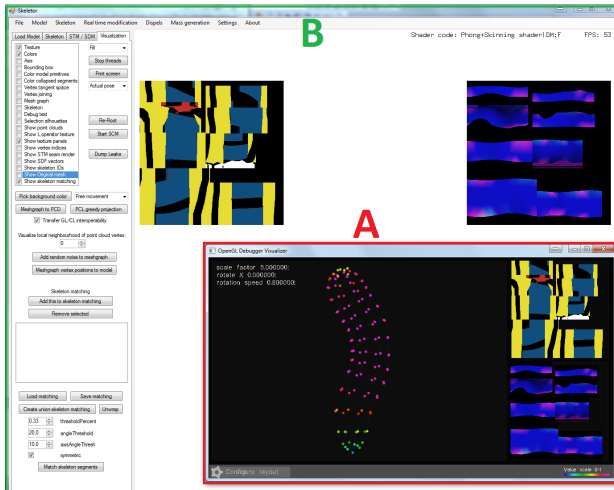 Skeletor
File Model Skeleton Real time modification Dispels Mass generation Settings About
B
Load Model Skeleton STM / SDM Visualization
Shader code: Phong+Skinning shader|DM:F FPS: 53
Texture
Colors
Axis
Bounding box
Color model primitives
Color collapsed segments
Vertex tangent space
Vertex joining
Mesh graph
Skeleton
Debug text
Selection silhouettes
Show point clouds
Show L operator texture
Show texture panels
Show vertex indices
Show STM seam render
Show SDF vectors
Show skeleton IDs
Show Original mesh
Show skeleton matching
Fill
Stop threads
Print screen
Actual pose
Re-Root
Start SCM
Dump Leaks
Pick background color Free movement
Meshgraph to PCD PCL greedy projection
Transfer GL/CL interoperability
Visualize local neighbourhood of point cloud vertex:
0
Add random noise to meshgraph
Meshgraph vertex positions to model
Skeleton matching
Add this to skeleton matching
Remove selected
Load matching Save matching
Create union-skeleton matching Unwrap
0.33 thresholdPercent
20.0 angleThreshold
10.0 axisAngleThresh
symmetric
Match skeleton segments
A
OpenGL Debugger Visualizer
scale factor 5.000000:
rotate X 0.000000:
rotation speed 0.800000:
Configure layout
Value scale 0-1